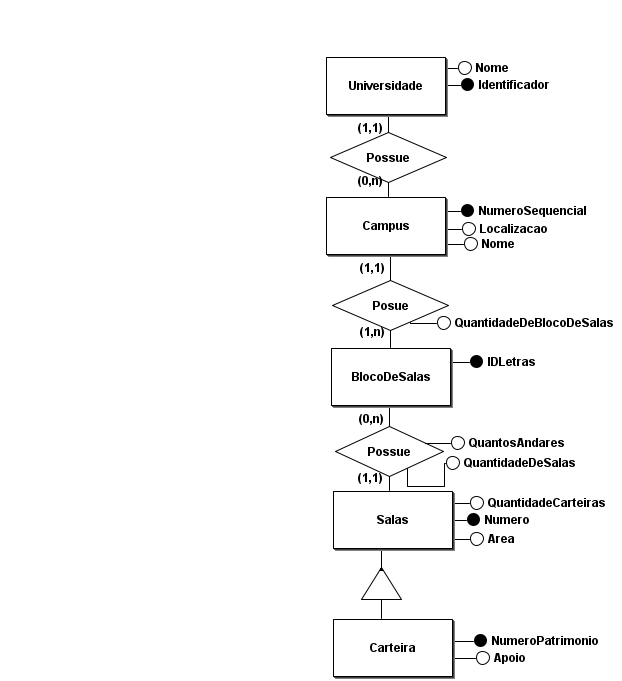 Nome
Universidade
Identificador
(1,1)
Possue
(0,n)
NumeroSequencial
Campus
Localizacao
Nome
(1,1)
Posue
QuantidadeDeBlocoDeSalas
(1,n)
IDLetras
BlocoDeSalas
(0,n)
QuantosAndares
Possue
QuantidadeDeSalas
(1,1)
QuantidadeCarteiras
Salas
Numero
Area
NumeroPatrimonio
Carteira
Apoio